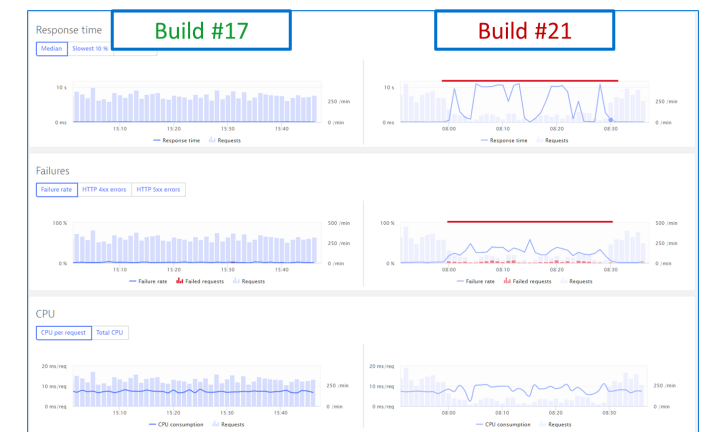 Build #17
Build #21
Response time
Median Slowest 10 %
10 s
0 ms
250 /min
0 /min
15:10 15:20 15:30 15:40
Response time Requests
10 s
0 ms
250 /min
0 /min
08:00 08:10 08:20 08:30
Response time Requests
Failures
Failure rate HTTP 4xx errors HTTP 5xx errors
100 %
0 %
500 /min
250 /min
0 /min
15:10 15:20 15:30 15:40
Failure rate Failed requests Requests
100 %
0 %
500 /min
250 /min
0 /min
08:00 08:10 08:20 08:30
Failure rate Failed requests Requests
CPU
CPU per request Total CPU
20 ms/req
10 ms/req
0 ms/req
250 /min
0 /min
15:10 15:20 15:30 15:40
CPU consumption Requests
20 ms/req
10 ms/req
0 ms/req
250 /min
0 /min
08:00 08:10 08:20 08:30
CPU consumption Requests